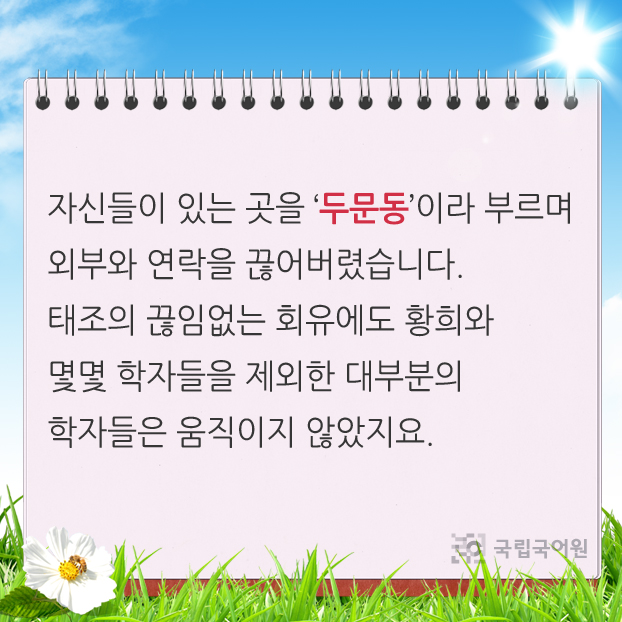 자신들이 있는 곳을 ‘두문동’이라 부르며
외부와 연락을 끊어버렸습니다.
태조의 끊임없는 회유에도 황희와
몇몇 학자들을 제외한 대부분의
학자들은 움직이지 않았지요.
국립국어원